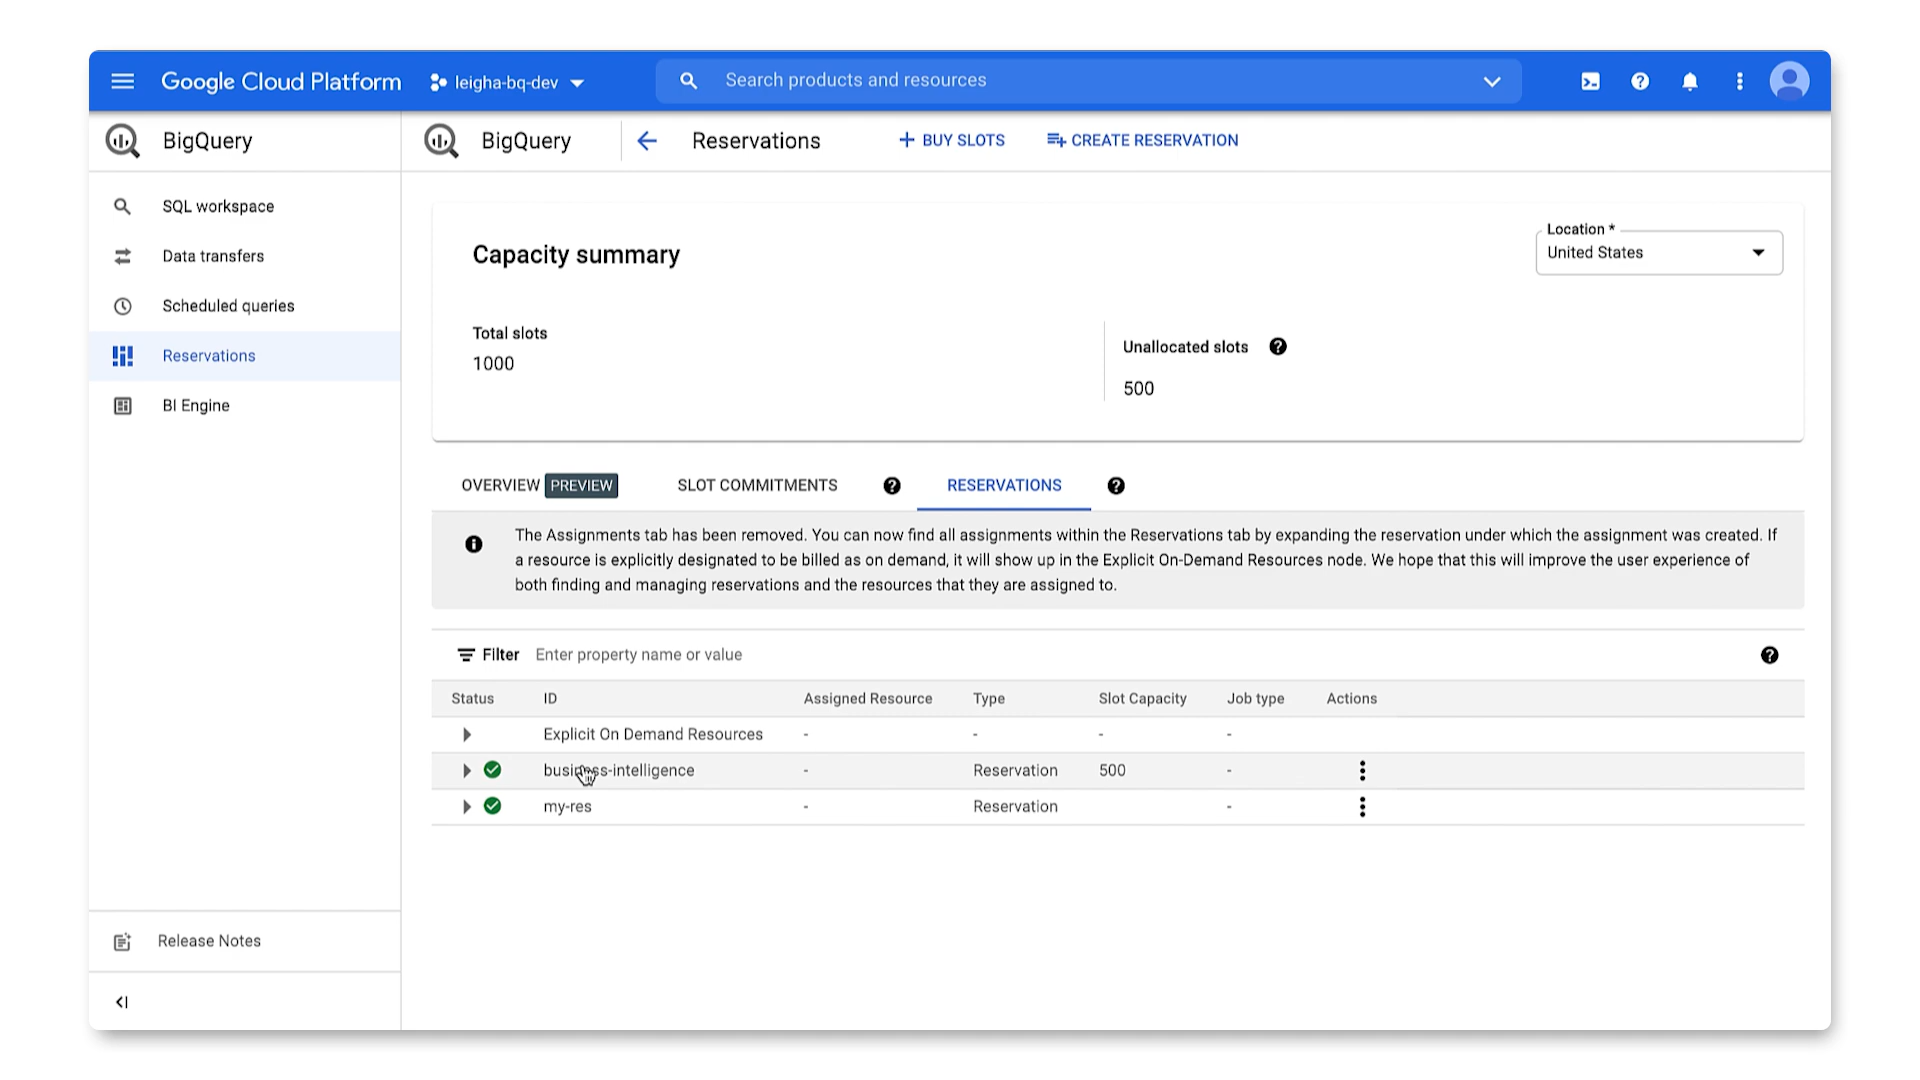 Google Cloud Platform leigha-bq-dev Search products and resources
BigQuery
BigQuery Reservations BUY SLOTS CREATE RESERVATION
SQL workspace
Data transfers
Scheduled queries
Reservations
BI Engine
Release Notes
Capacity summary
Location *
United States
Total slots
1000
Unallocated slots
500
OVERVIEW PREVIEW SLOT COMMITMENTS RESERVATIONS
The Assignments tab has been removed. You can now find all assignments within the Reservations tab by expanding the reservation under which the assignment was created. If
a resource is explicitly designated to be billed as on demand, it will show up in the Explicit On-Demand Resources node. We hope that this will improve the user experience of
both finding and managing reservations and the resources that they are assigned to.
Filter Enter property name or value
Status ID Assigned Resource Type Slot Capacity Job type Actions
Explicit On Demand Resources - - - -
business-intelligence - Reservation 500 -
my-res - Reservation -